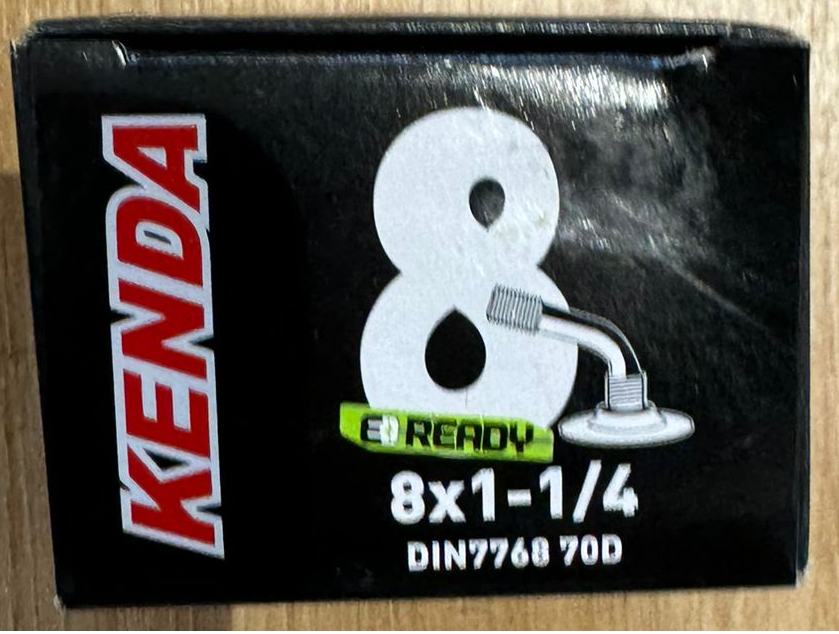 KENDA
8
E READY
8x1-1/4
DIN7768 70D